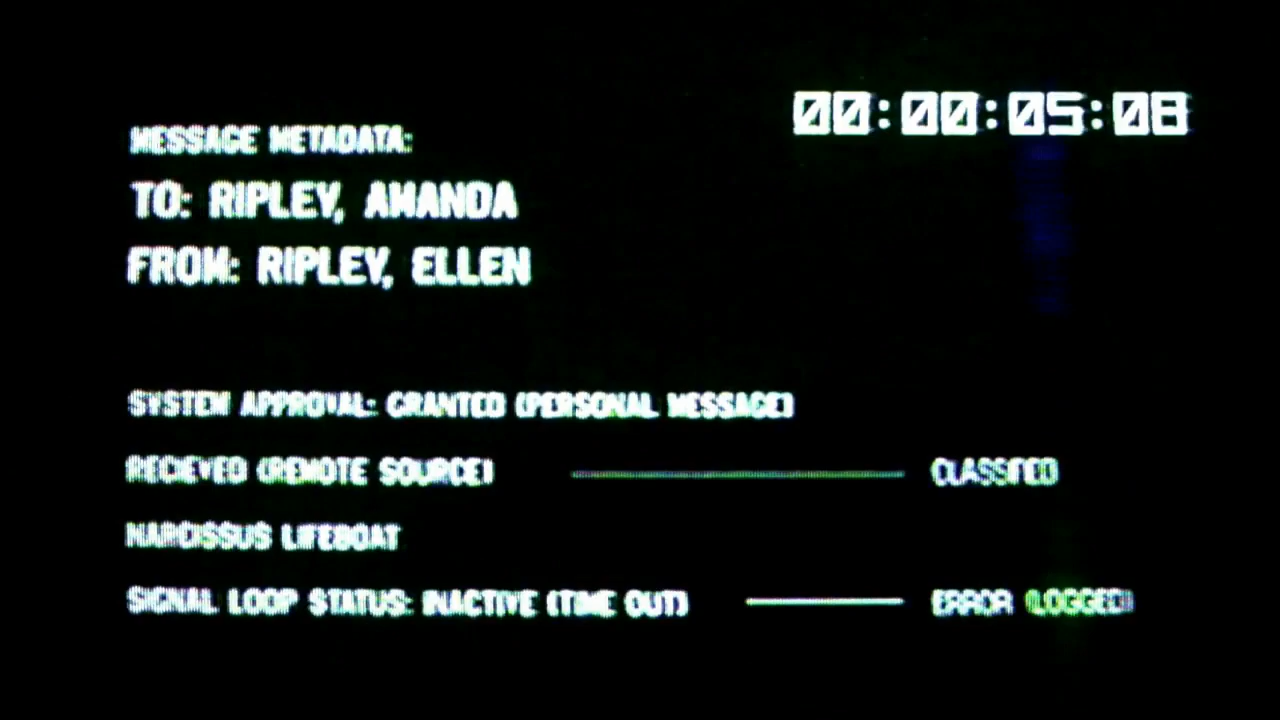 00:00:05:08
MESSAGE METADATA:
TO: RIPLEY, AMANDA
FROM: RIPLEY, ELLEN
SYSTEM APPROVAL: GRANTED (PERSONAL MESSAGE)
RECIEVED (REMOTE SOURCE) CLASSIFIED
NARCISSUS LIFEBOAT
SIGNAL LOOP STATUS: INACTIVE (TIME OUT) ERROR (LOGGED)